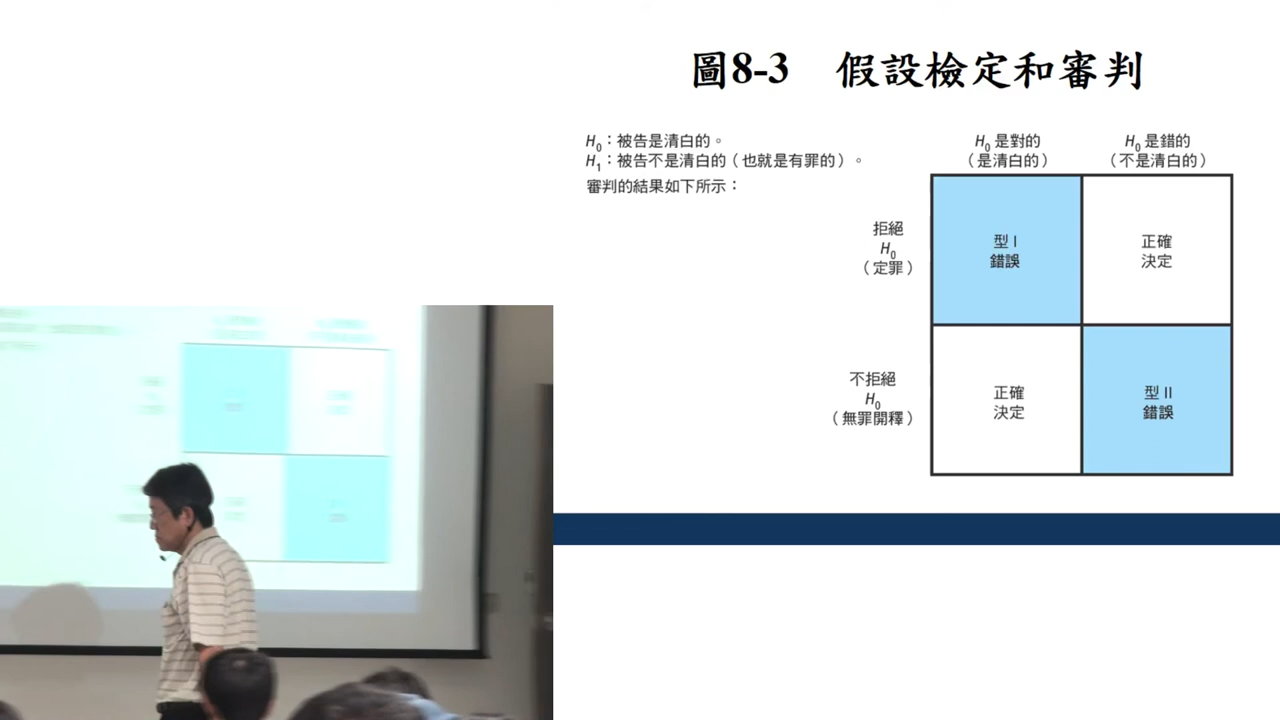 圖8-3 假設檢定和審判
H0：被告是清白的。
H1：被告不是清白的（也就是有罪的）。
審判的結果如下所示：
H0 是對的
（是清白的）
H0 是錯的
（不是清白的）
拒絕
H0
（定罪）
型 I
錯誤
正確
決定
不拒絕
H0
（無罪開釋）
正確
決定
型 II
錯誤